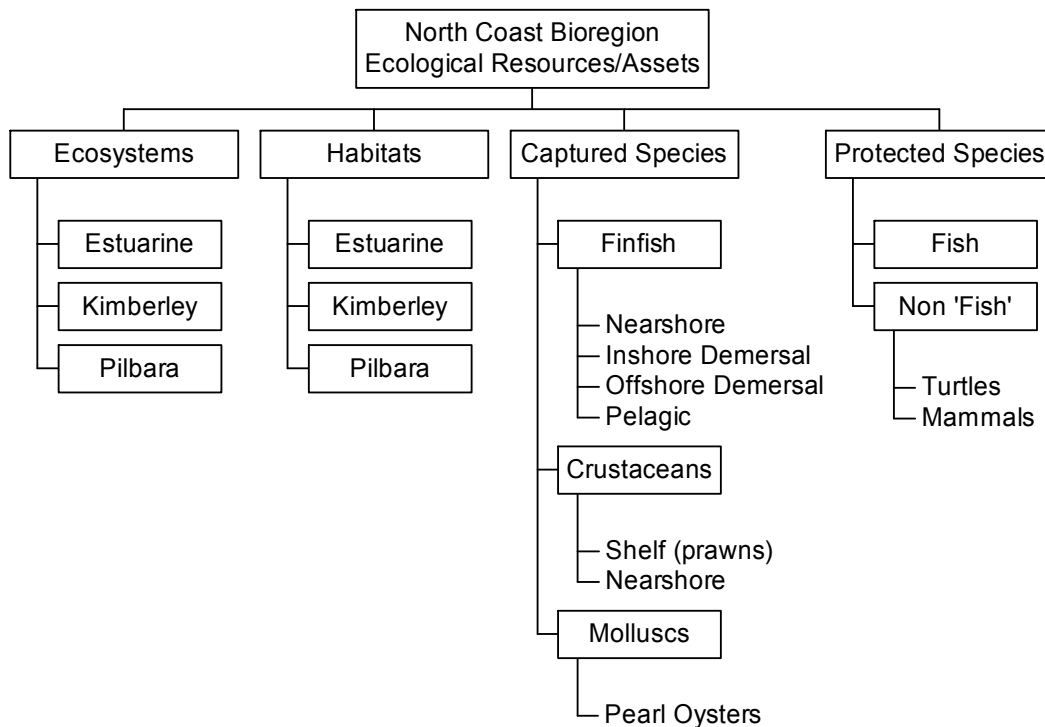 North Coast Bioregion
Ecological Resources/Assets
Ecosystems
Estuarine
Kimberley
Pilbara
Habitats
Estuarine
Kimberley
Pilbara
Captured Species
Finfish
Nearshore
Inshore Demersal
Offshore Demersal
Pelagic
Crustaceans
Shelf (prawns)
Nearshore
Molluscs
Pearl Oysters
Protected Species
Fish
Non 'Fish'
Turtles
Mammals